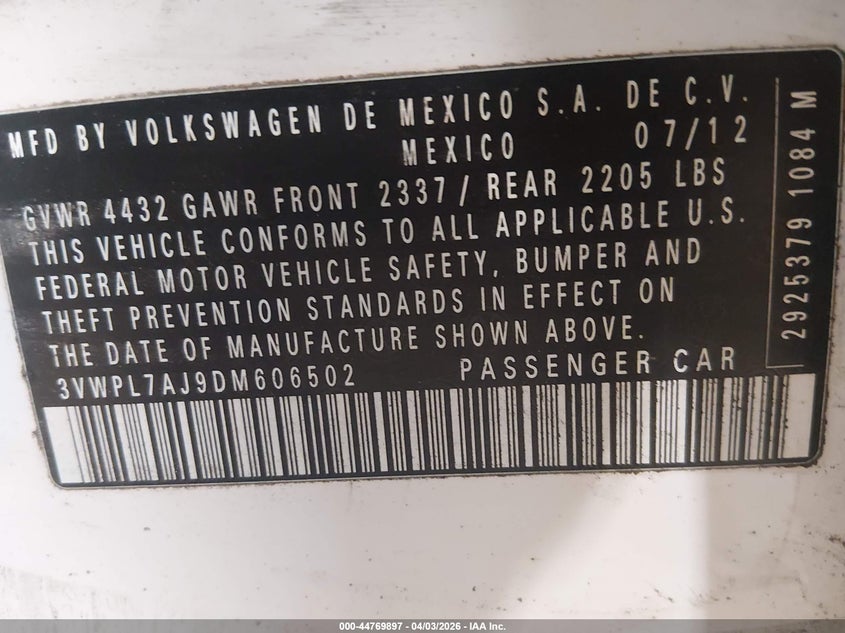 MFD BY VOLKSWAGEN DE MEXICO S.A. DE C.V.
MEXICO 07/12
GVWR 4432 GAWR FRONT 2337/ REAR 2205 LBS
THIS VEHICLE CONFORMS TO ALL APPLICABLE U.S.
FEDERAL MOTOR VEHICLE SAFETY, BUMPER AND
THEFT PREVENTION STANDARDS IN EFFECT ON
THE DATE OF MANUFACTURE SHOWN ABOVE.
3VWPL7AJ9DM606502 PASSENGER CAR
2925379 1084 M
000-44769897 - 04/03/2026 - IAA Inc.